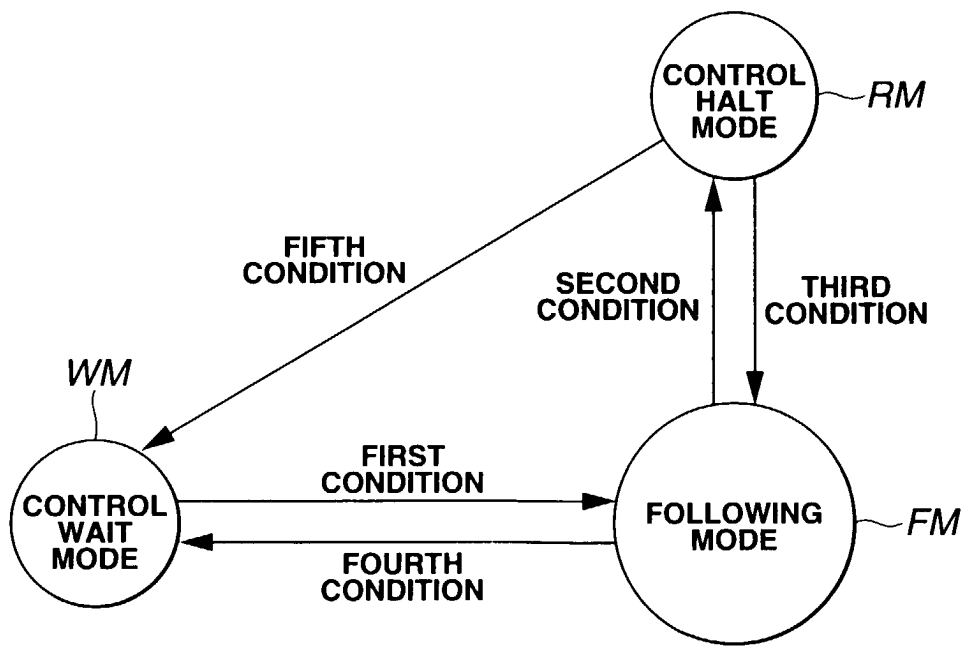 CONTROL
HALT
MODE
RM
FIFTH
CONDITION
SECOND
CONDITION
THIRD
CONDITION
WM
FIRST
CONDITION
CONTROL
WAIT
MODE
FOLLOWING
MODE
FM
FOURTH
CONDITION